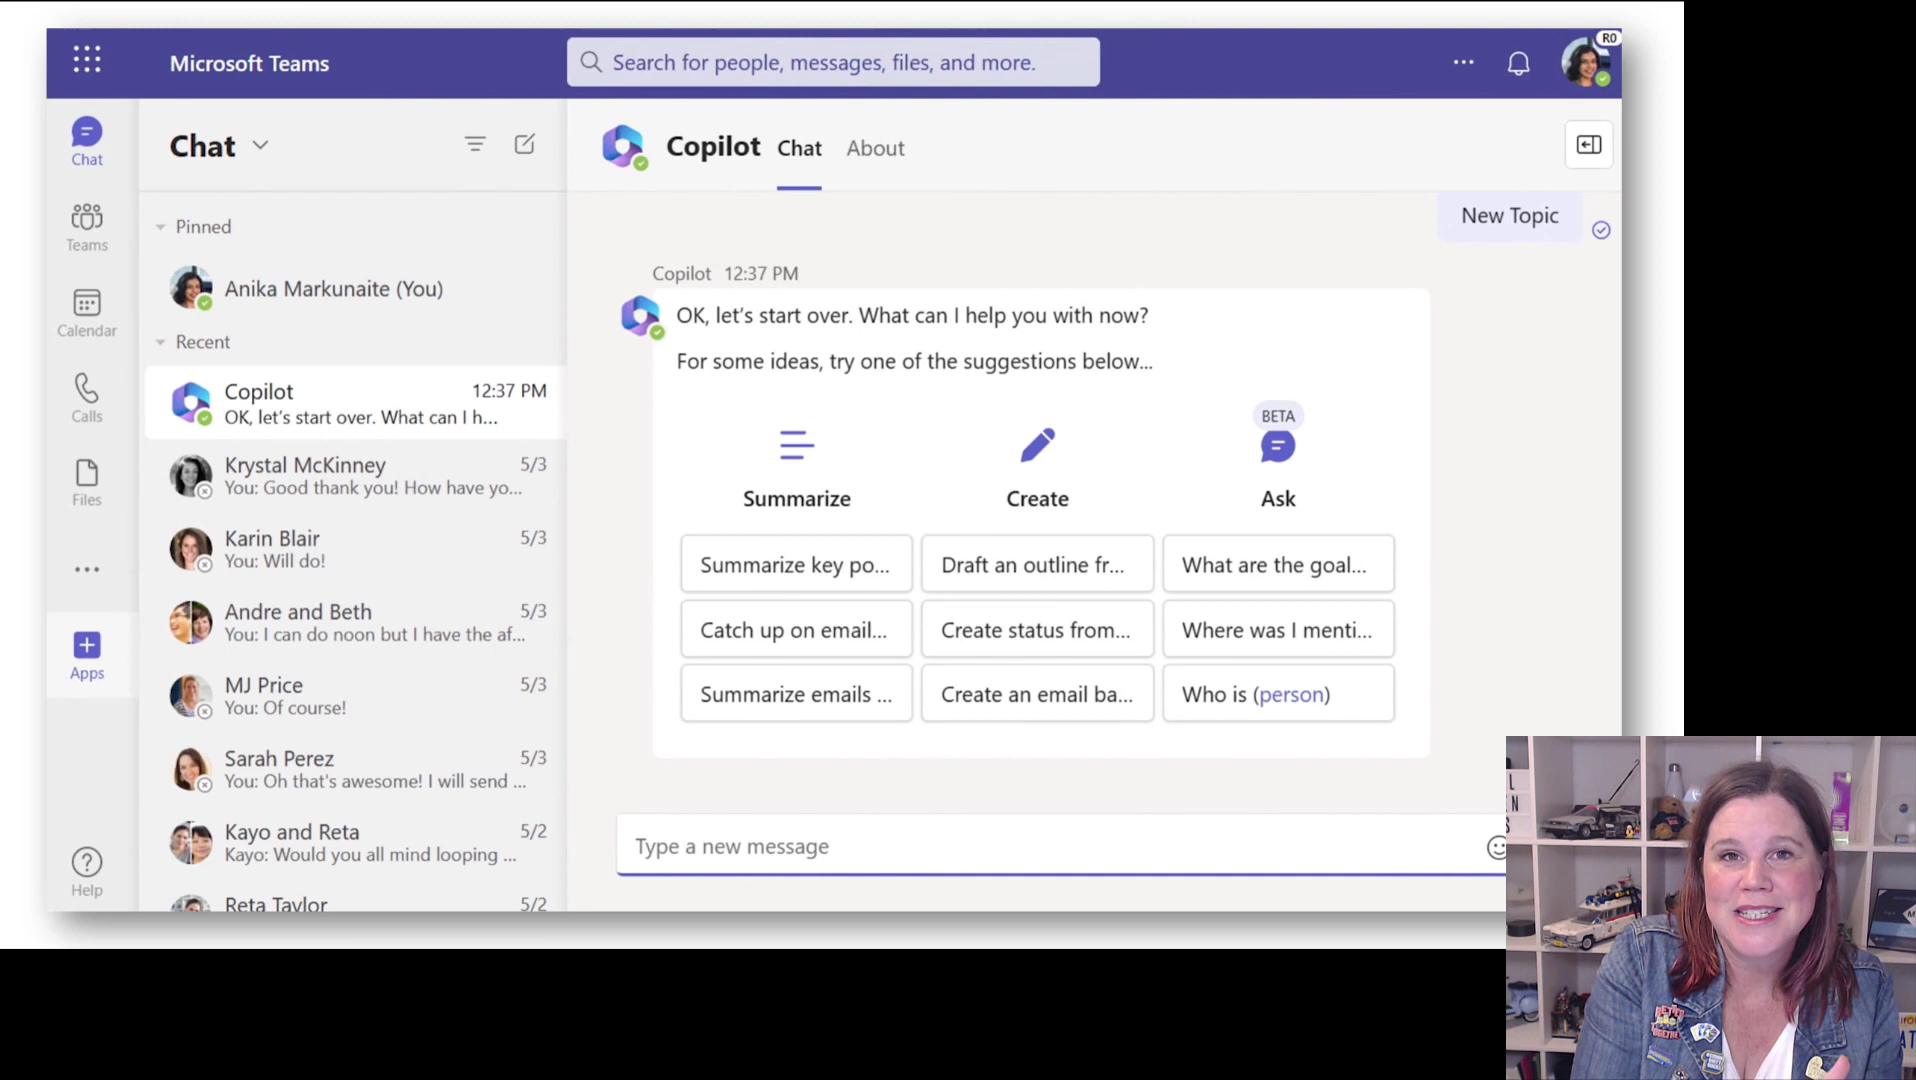 Microsoft Teams
Search for people, messages, files, and more.
R0
Chat
Teams
Calendar
Calls
Files
Apps
Help
Chat
Pinned
Anika Markunaite (You)
Recent
Copilot 12:37 PM
OK, let's start over. What can I h...
Krystal McKinney 5/3
You: Good thank you! How have yo...
Karin Blair 5/3
You: Will do!
Andre and Beth 5/3
You: I can do noon but I have the af...
MJ Price 5/3
You: Of course!
Sarah Perez 5/3
You: Oh that's awesome! I will send ...
Kayo and Reta 5/2
Kayo: Would you all mind looping ...
Reta Taylor 5/2
Copilot Chat About
New Topic
Copilot 12:37 PM
OK, let's start over. What can I help you with now?
For some ideas, try one of the suggestions below...
BETA
Summarize Create Ask
Summarize key po... Draft an outline fr... What are the goal...
Catch up on email... Create status from... Where was I menti...
Summarize emails ... Create an email ba... Who is (person)
Type a new message